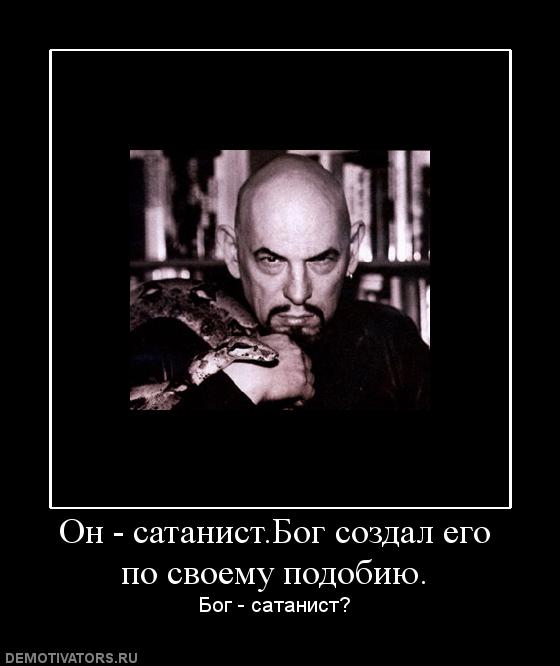 Он - сатанист.Бог создал его
по своему подобию.
Бог - сатанист?
DEMOTIVATORS.RU